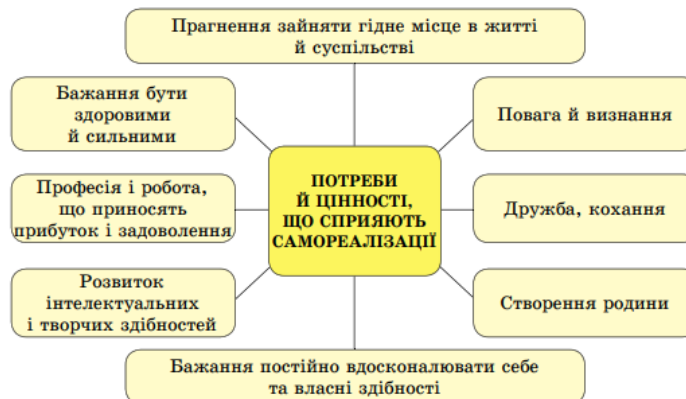 Прагнення зайняти гідне місце в житті
й суспільстві
Бажання бути
здоровими
й сильними
Повага й визнання
ПОТРЕБИ
Й ЦІННОСТІ,
ЩО СПРИЯЮТЬ
САМОРЕАЛІЗАЦІЇ
Професія і робота,
що приносять
прибуток і задоволення
Дружба, кохання
Розвиток
інтелектуальних
і творчих здібностей
Створення родини
Бажання постійно вдосконалювати себе
та власні здібності